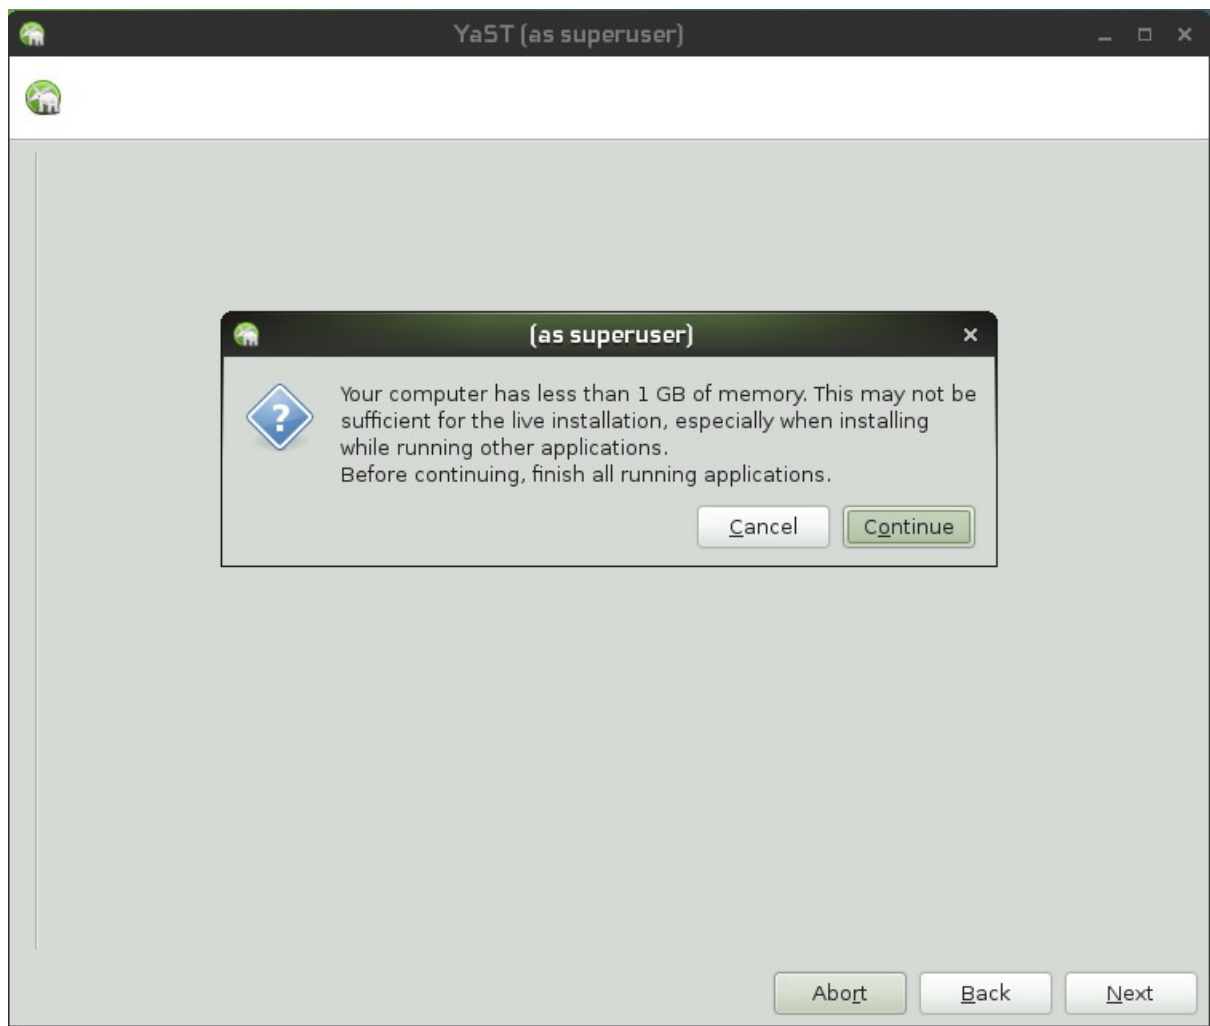 YaST (as superuser)
(as superuser)
Your computer has less than 1 GB of memory. This may not be
sufficient for the live installation, especially when installing
while running other applications.
Before continuing, finish all running applications.
Cancel Continue
Abort Back Next